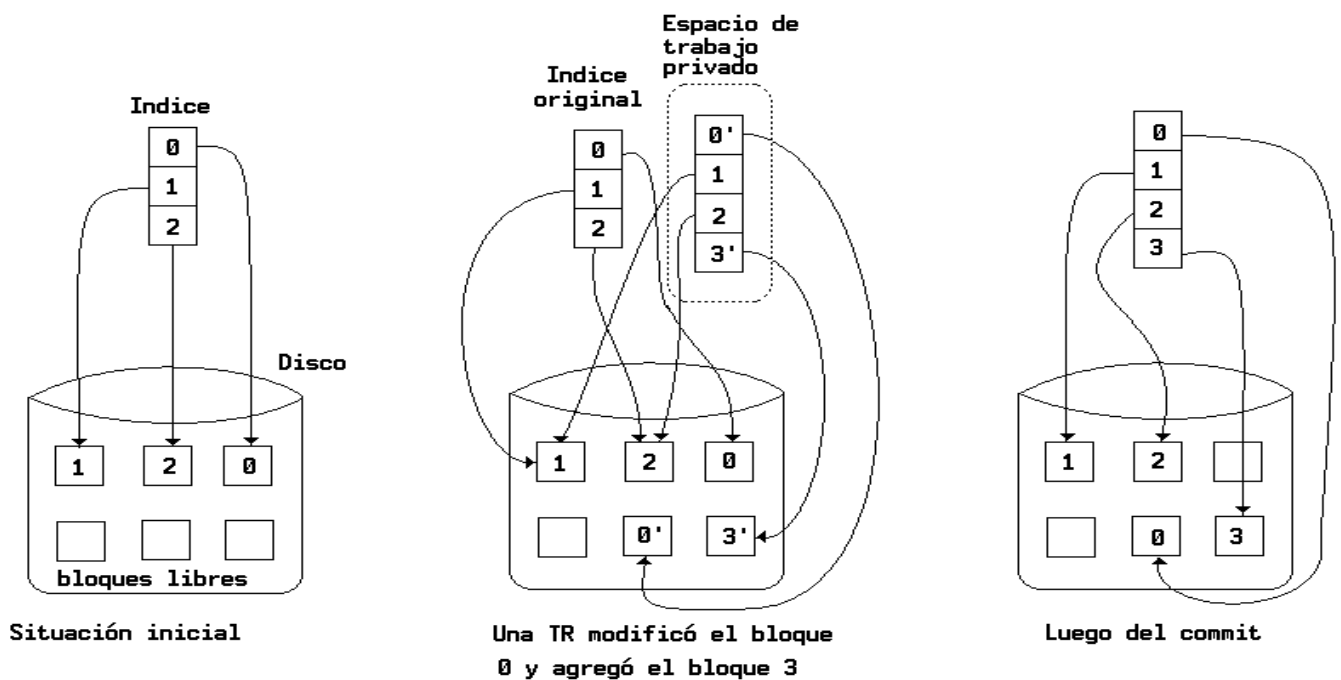 Indice
0
1
2
Disco
1
2
0
bloques libres
Situación inicial
Espacio de
trabajo
privado
Indice
original
0
1
2
0'
1
2
3'
1
2
0
0'
3'
Una TR modificó el bloque
0 y agregó el bloque 3
0
1
2
3
1
2
0
3
Luego del commit